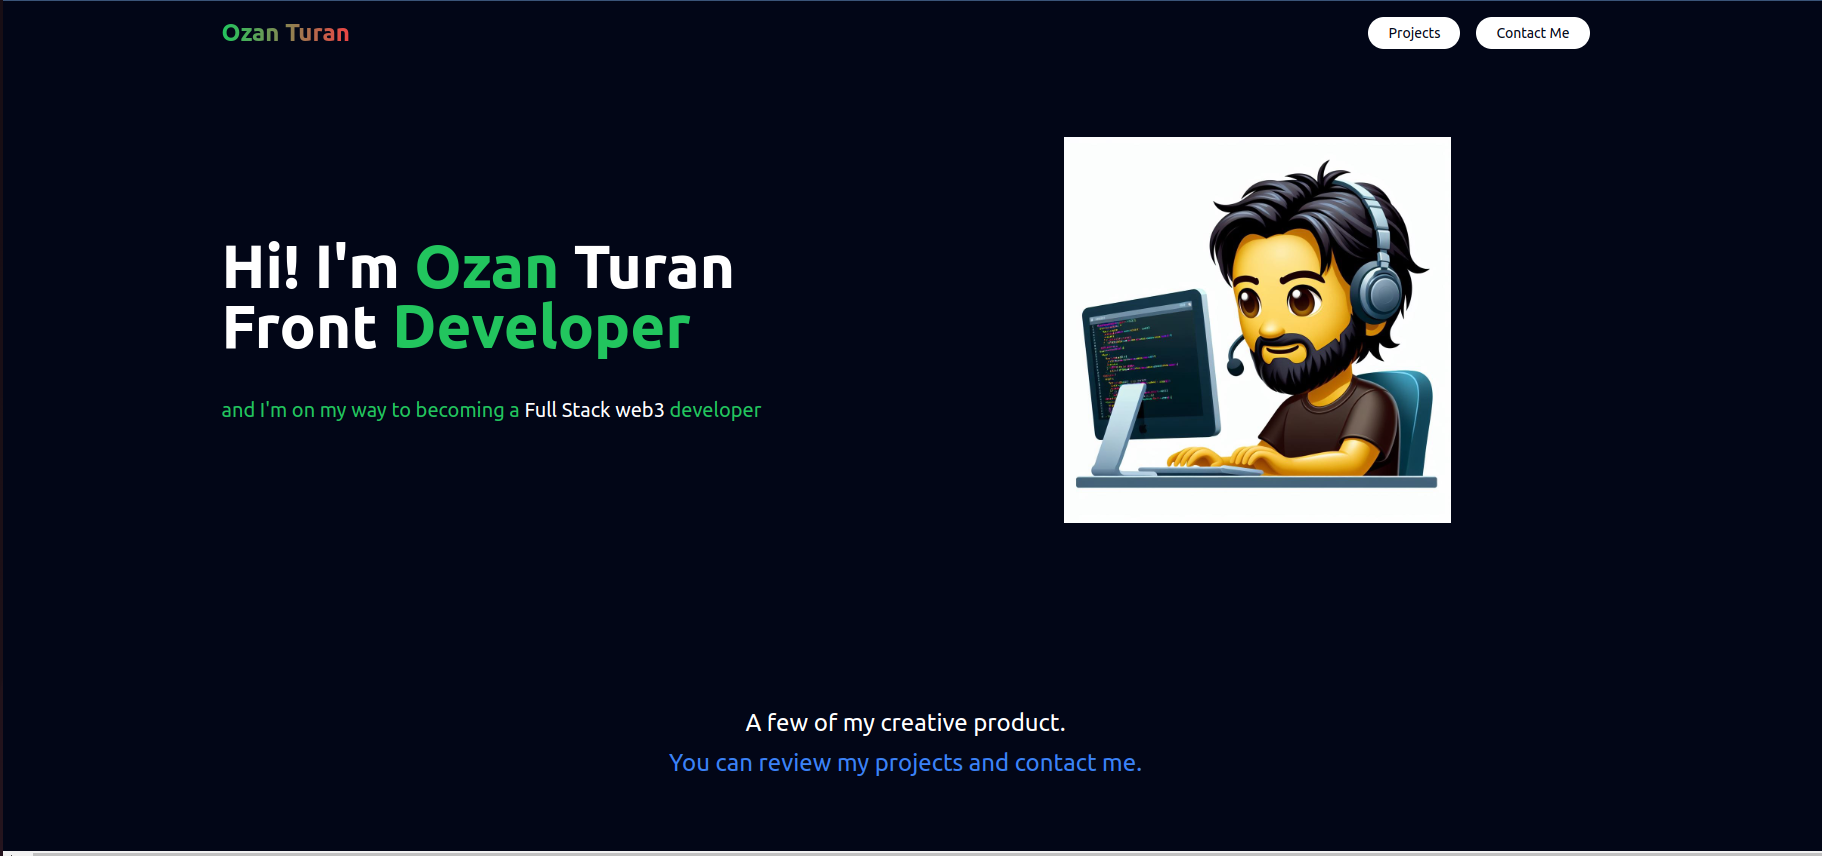 Ozan Turan
Projects
Contact Me
Hi! I'm Ozan Turan
Front Developer
and I'm on my way to becoming a Full Stack web3 developer
A few of my creative product.
You can review my projects and contact me.